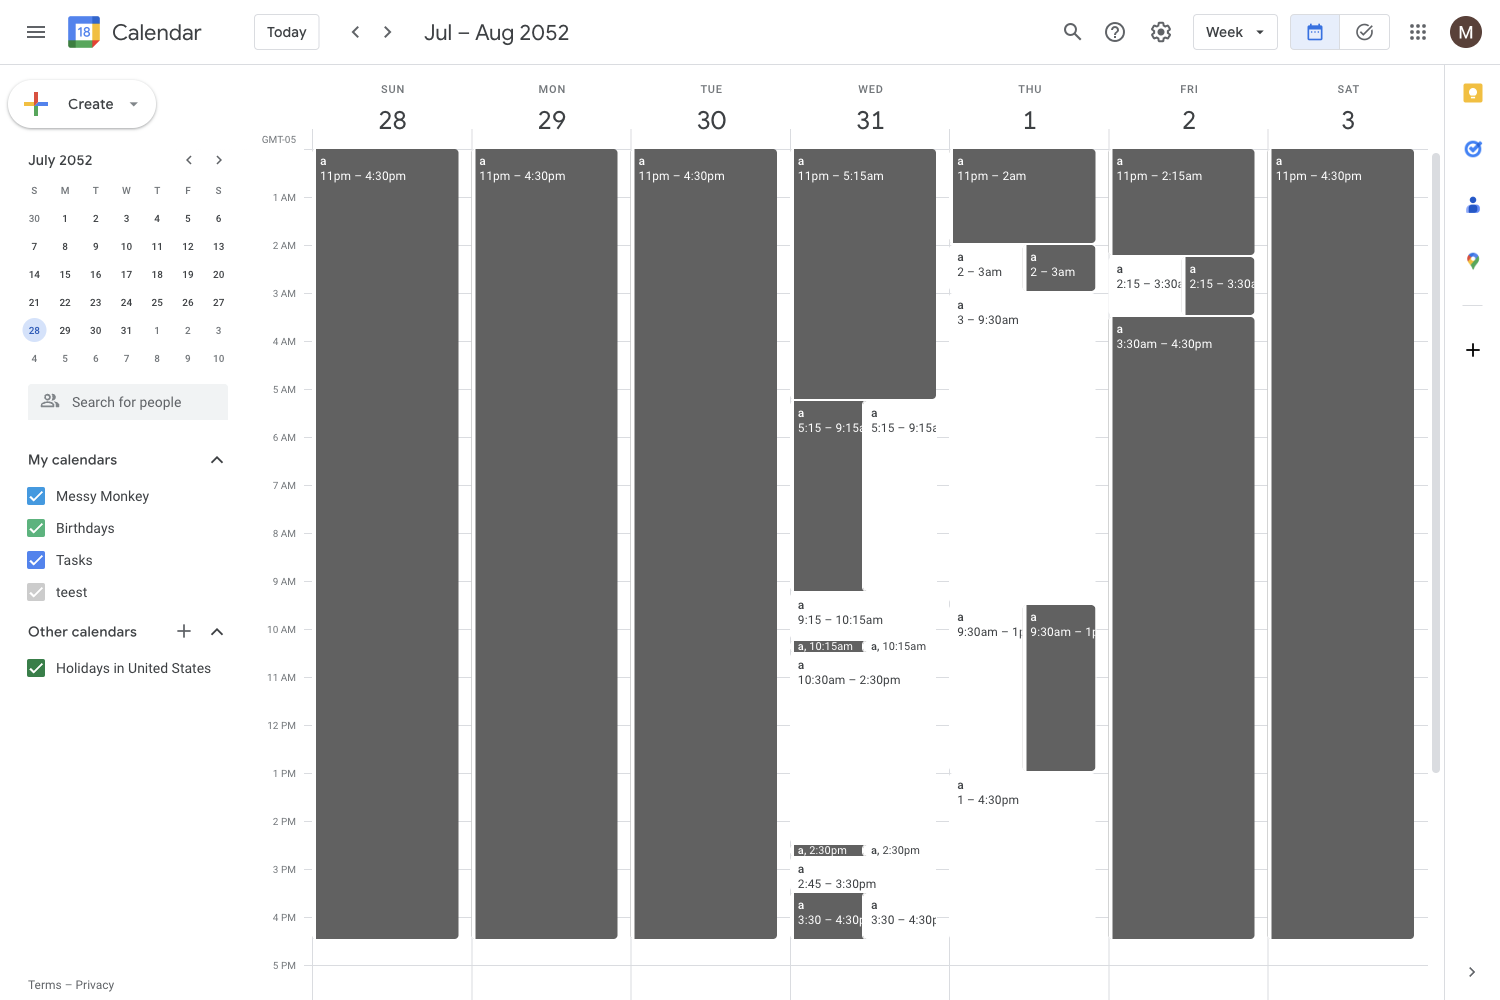 18 Calendar Today Jul – Aug 2052 Week M
Create
July 2052
S M T W T F S
30 1 2 3 4 5 6
7 8 9 10 11 12 13
14 15 16 17 18 19 20
21 22 23 24 25 26 27
28 29 30 31 1 2 3
4 5 6 7 8 9 10
Search for people
My calendars
Messy Monkey
Birthdays
Tasks
teest
Other calendars
Holidays in United States
Terms – Privacy
SUN MON TUE WED THU FRI SAT
28 29 30 31 1 2 3
GMT-05
1 AM
2 AM
3 AM
4 AM
5 AM
6 AM
7 AM
8 AM
9 AM
10 AM
11 AM
12 PM
1 PM
2 PM
3 PM
4 PM
5 PM
a
11pm – 4:30pm
a
11pm – 4:30pm
a
11pm – 4:30pm
a
11pm – 5:15am
a
5:15 – 9:15a
a
5:15 – 9:15a
a
9:15 – 10:15am
a, 10:15am
a, 10:15am
a
10:30am – 2:30pm
a, 2:30pm
a, 2:30pm
a
2:45 – 3:30pm
a
3:30 – 4:30p
a
3:30 – 4:30p
a
11pm – 2am
a
2 – 3am
a
2 – 3am
a
3 – 9:30am
a
9:30am – 1p
a
9:30am – 1p
a
1 – 4:30pm
a
11pm – 2:15am
a
2:15 – 3:30a
a
2:15 – 3:30a
a
3:30am – 4:30pm
a
11pm – 4:30pm